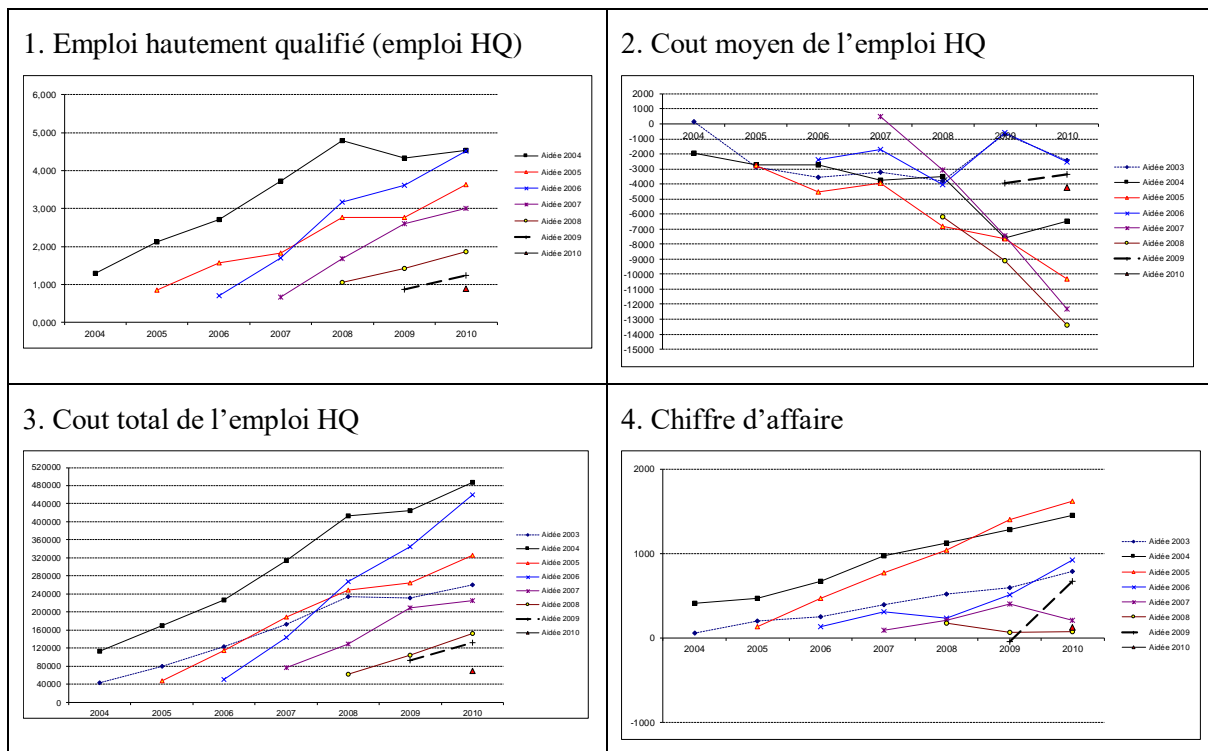 1. Emploi hautement qualifié (emploi HQ)
6,000
5,000
4,000
3,000
2,000
1,000
0,000
2004 2005 2006 2007 2008 2009 2010
Aidée 2004
Aidée 2005
Aidée 2006
Aidée 2007
Aidée 2008
Aidée 2009
Aidée 2010
2. Cout moyen de l’emploi HQ
2000
1000
0
-1000
-2000
-3000
-4000
-5000
-6000
-7000
-8000
-9000
-10000
-11000
-12000
-13000
-14000
-15000
2004 2005 2006 2007 2008 2009 2010
Aidée 2003
Aidée 2004
Aidée 2005
Aidée 2006
Aidée 2007
Aidée 2008
Aidée 2009
Aidée 2010
3. Cout total de l’emploi HQ
520000
480000
440000
400000
360000
320000
280000
240000
200000
160000
120000
80000
40000
0
2004 2005 2006 2007 2008 2009 2010
Aidée 2003
Aidée 2004
Aidée 2005
Aidée 2006
Aidée 2007
Aidée 2008
Aidée 2009
Aidée 2010
4. Chiffre d’affaire
2000
1000
0
-1000
2004 2005 2006 2007 2008 2009 2010
Aidée 2003
Aidée 2004
Aidée 2005
Aidée 2006
Aidée 2007
Aidée 2008
Aidée 2009
Aidée 2010